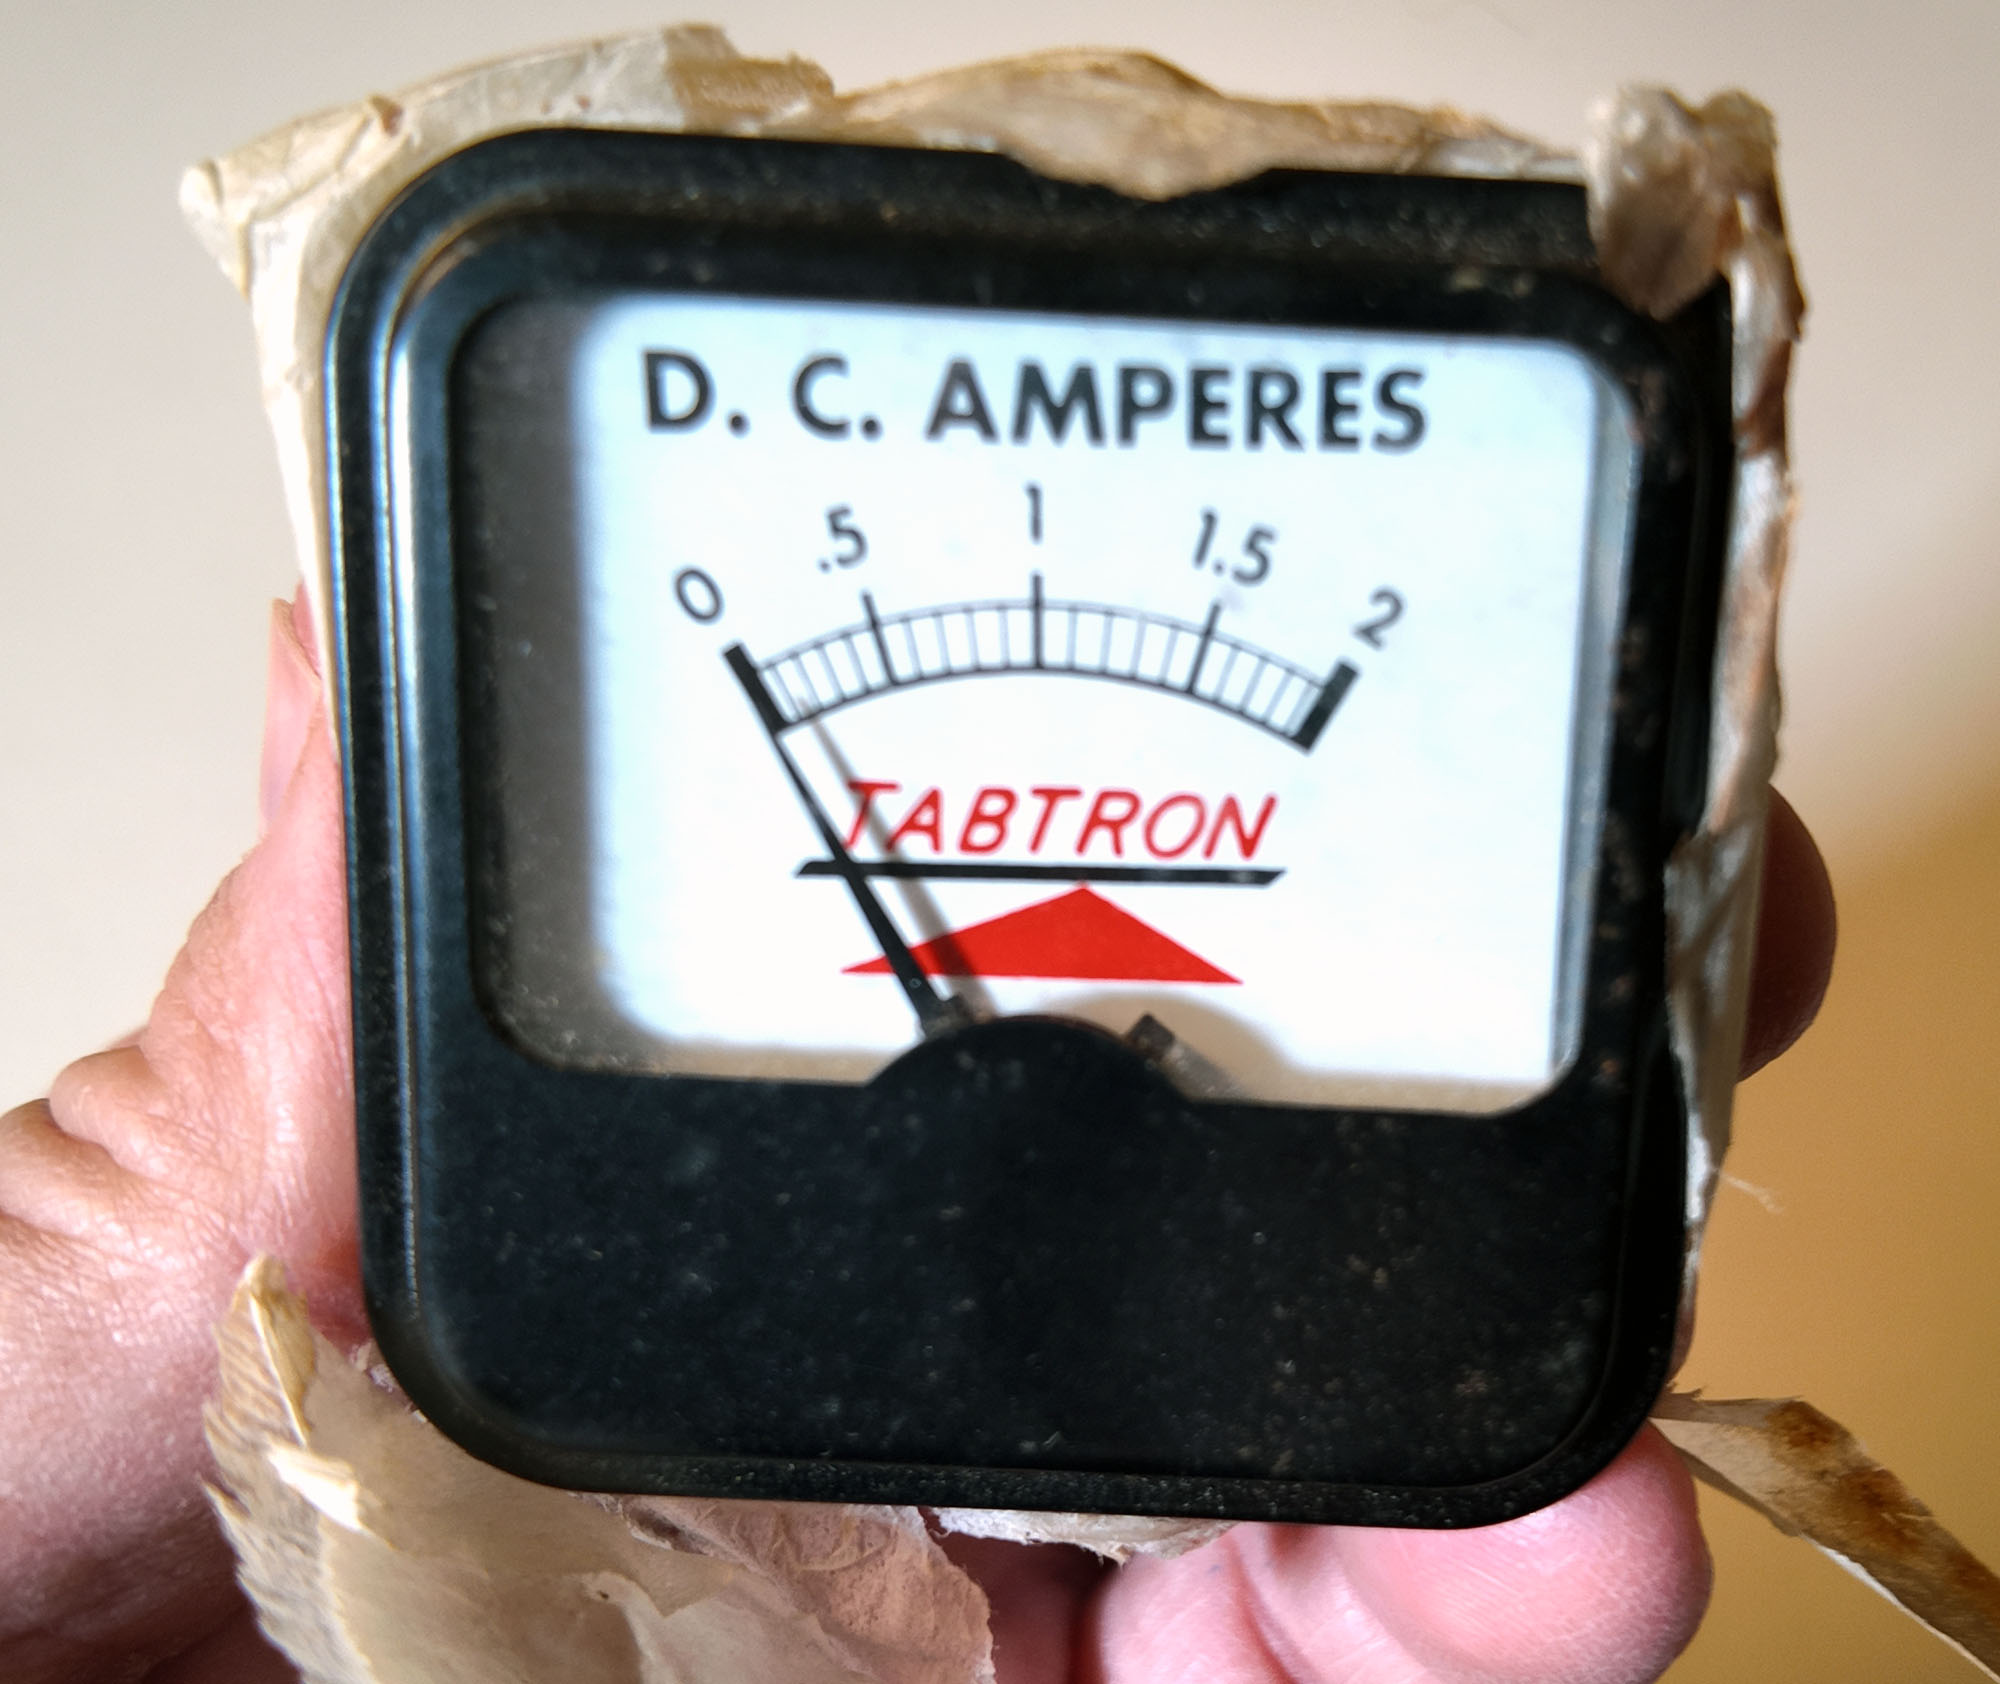 D. C. AMPERES
0 .5 1 1.5 2
TABTRON